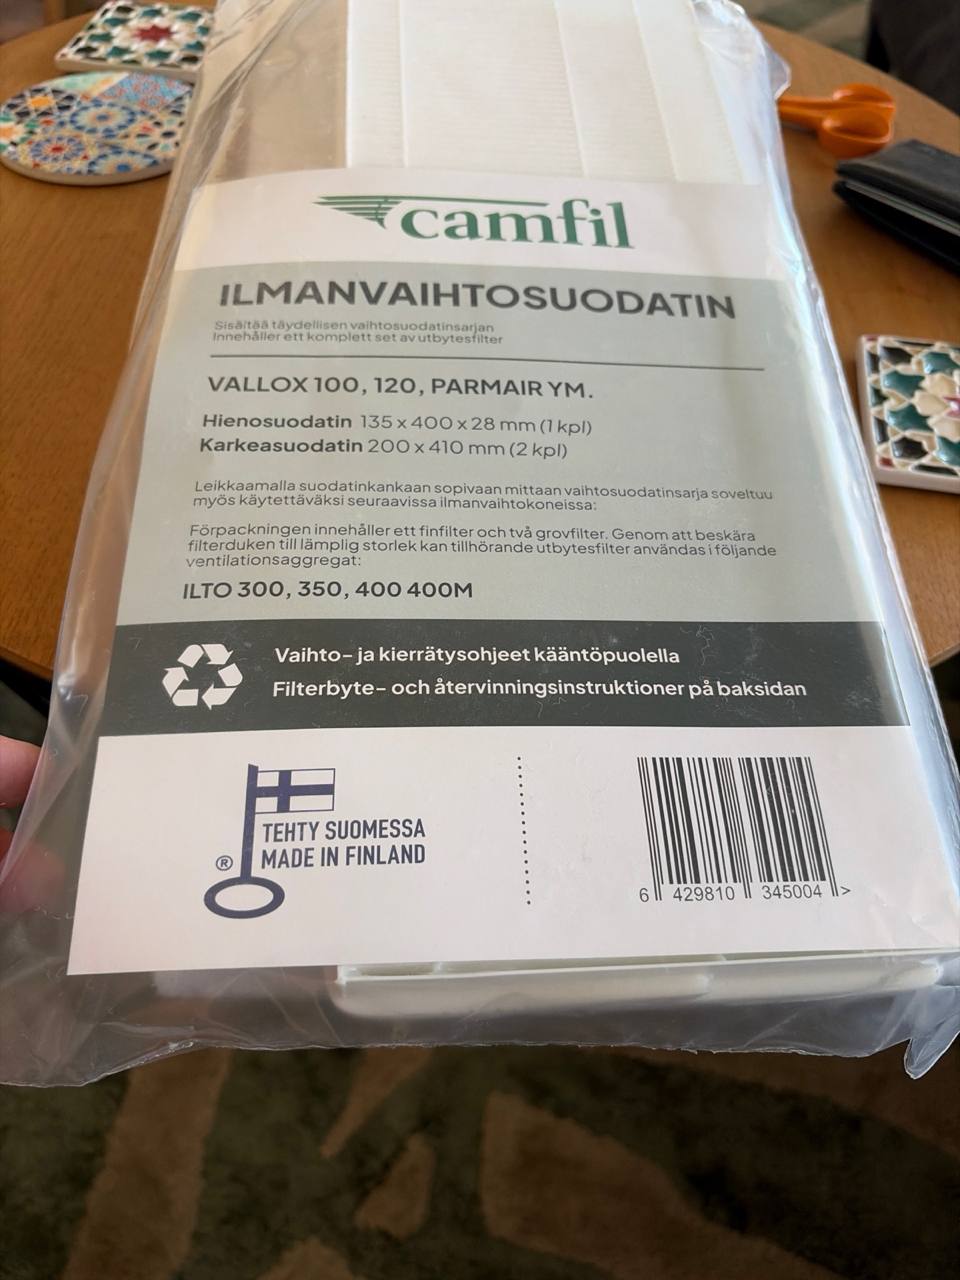 camfil
ILMANVAIHTOSUODATIN
Sisältää täydellisen vaihtosuodatinsarjan
Innehåller ett komplett set av utbytesfilter
VALLOX 100, 120, PARMAIR YM.
Hienosuodatin 135 x 400 x 28 mm (1 kpl)
Karkeasuodatin 200 x 410 mm (2 kpl)
Leikkaamalla suodatinkankaan sopivaan mittaan vaihtosuodatinsarja soveltuu
myös käytettäväksi seuraavissa ilmanvaihtokoneissa:
Förpackningen innehåller ett finfilter och två grovfilter. Genom att beskära
filterduken till lämplig storlek kan tillhörande utbytesfilter användas i följande
ventilationsaggregat:
ILTO 300, 350, 400 400M
Vaihto- ja kierrätysohjeet kääntöpuolella
Filterbyte- och återvinningsinstruktioner på baksidan
TEHTY SUOMESSA
MADE IN FINLAND
®
6 429810 345004 >